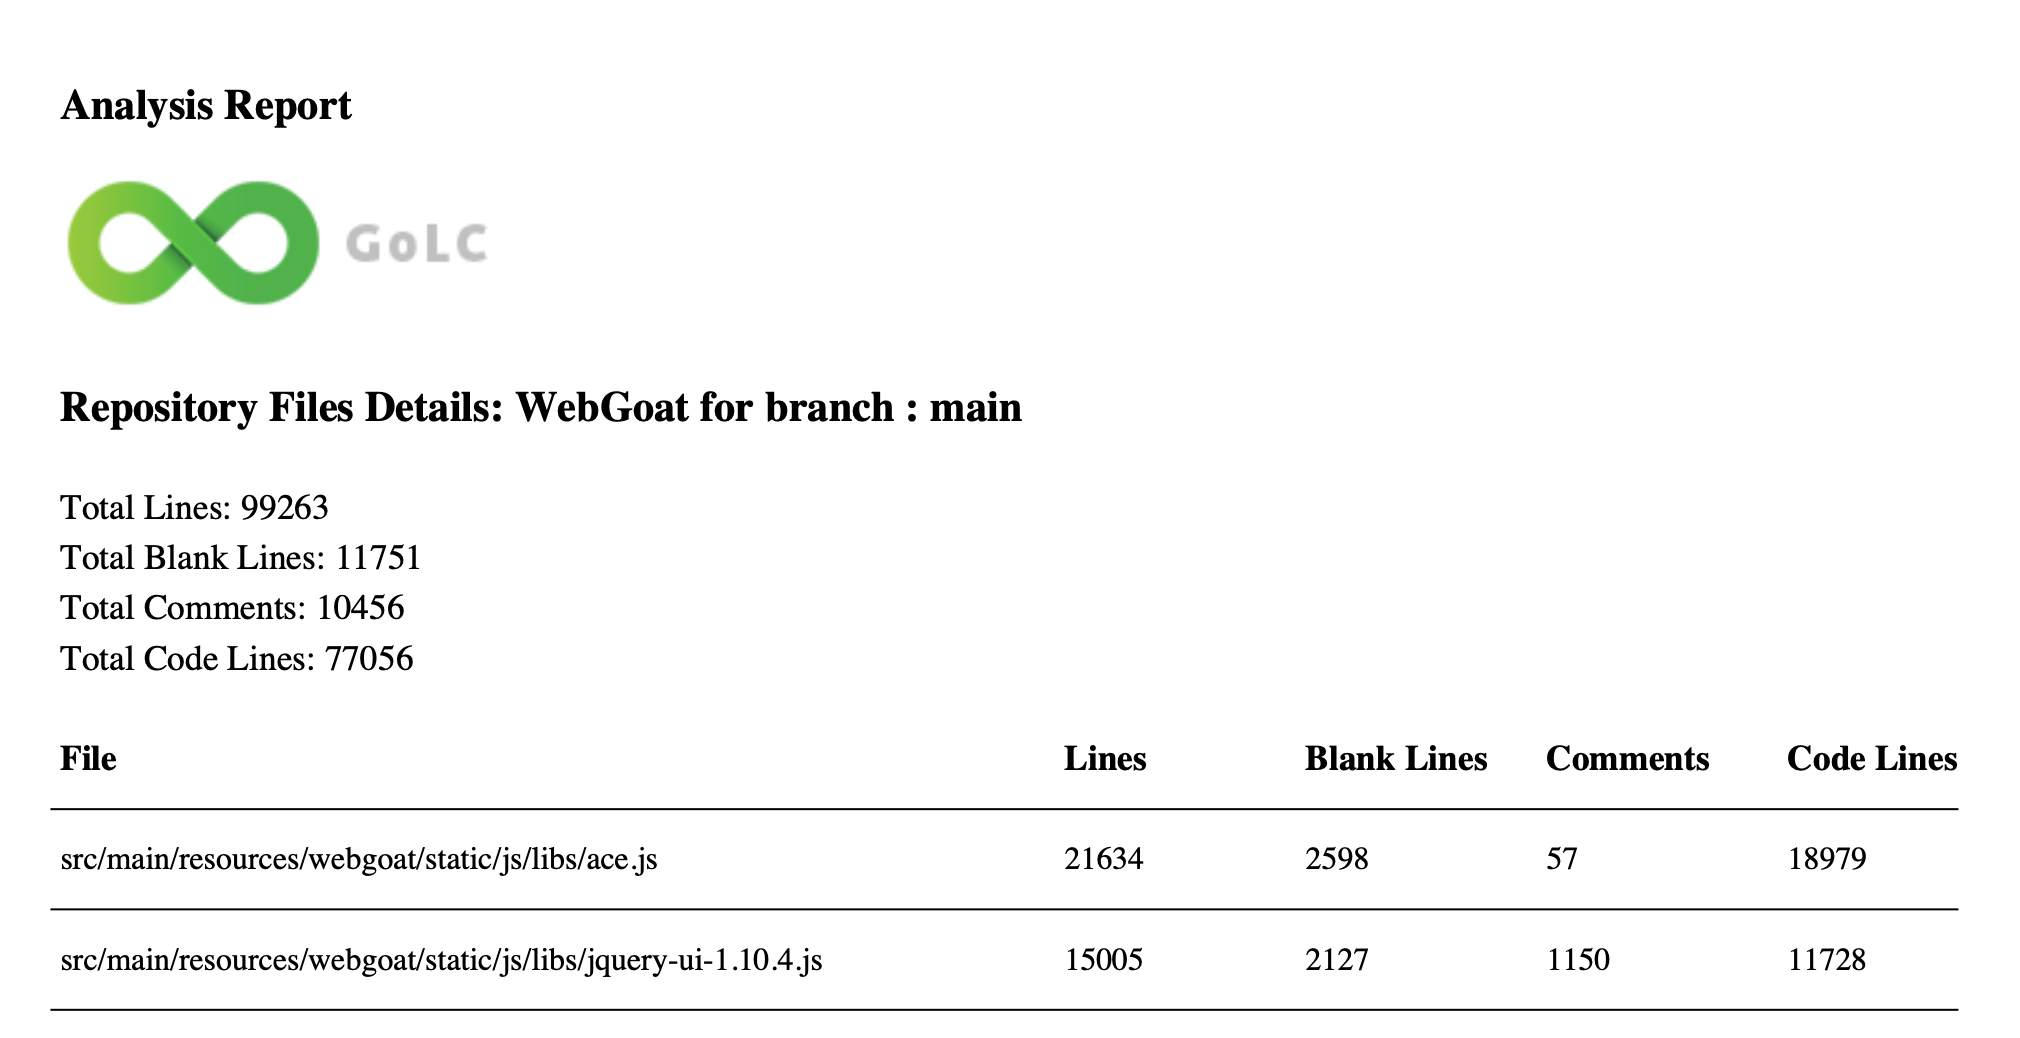 Analysis Report
GoLC
Repository Files Details: WebGoat for branch : main
Total Lines: 99263
Total Blank Lines: 11751
Total Comments: 10456
Total Code Lines: 77056
File Lines Blank Lines Comments Code Lines
src/main/resources/webgoat/static/js/libs/ace.js 21634 2598 57 18979
src/main/resources/webgoat/static/js/libs/jquery-ui-1.10.4.js 15005 2127 1150 11728